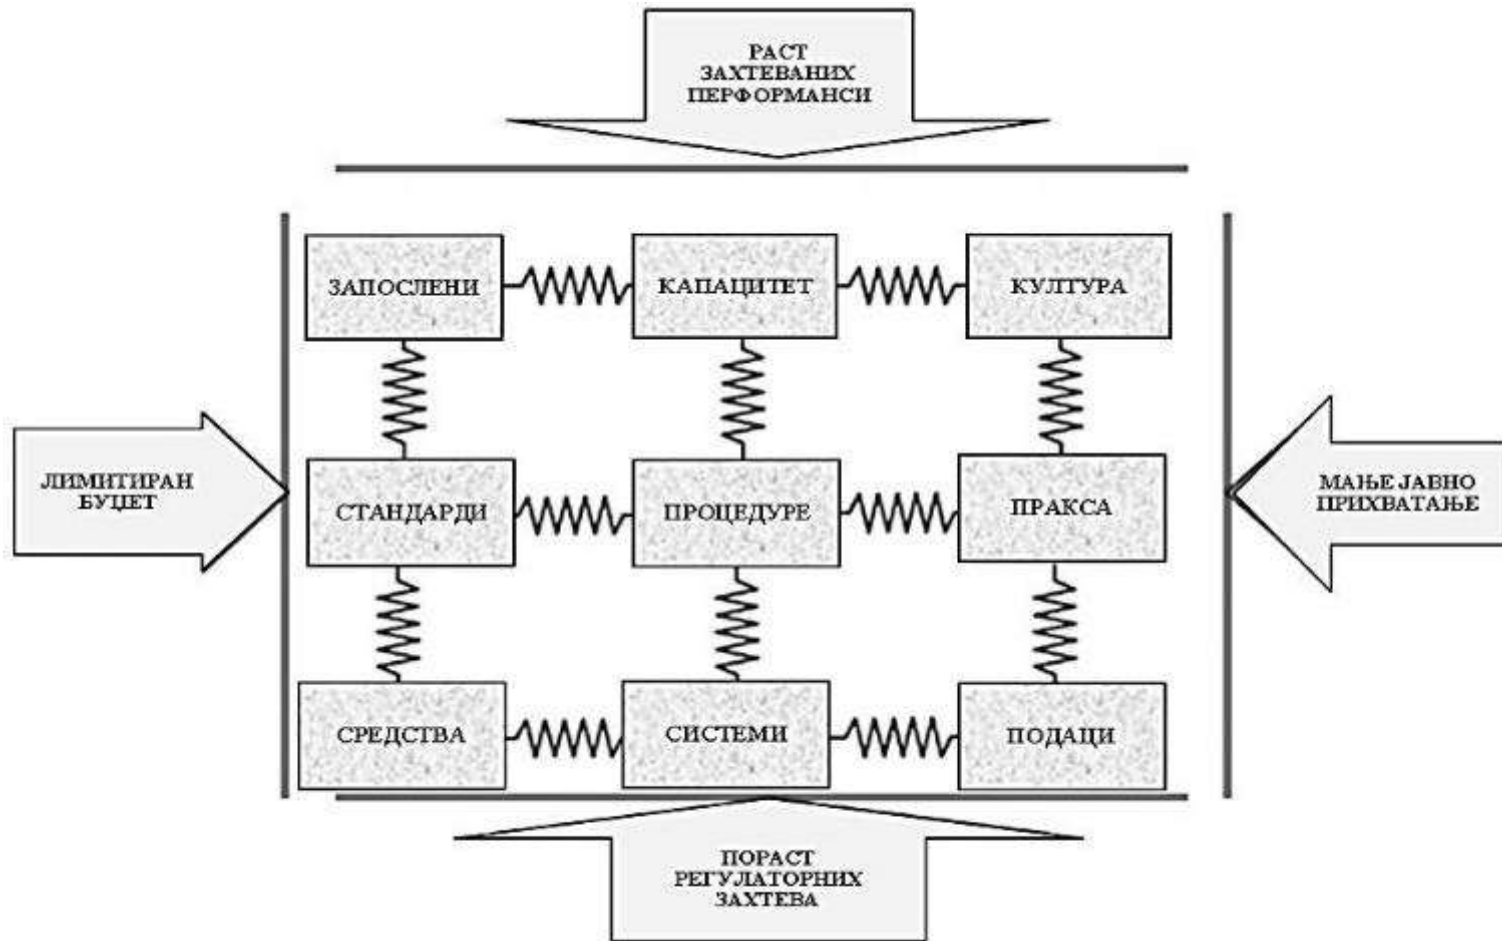 РАСТ
ЗАХТЕВАНИХ
ПЕРФОРМАНСИ
ЗАПОСЛЕНИ
КАПАЦИТЕТ
КУЛТУРА
ЛИМИТИРАН
БУЏЕТ
СТАНДАРДИ
ПРОЦЕДУРЕ
ПРАКСА
МАЊЕ ЈАВНО
ПРИХВАТАЊЕ
СРЕДСТВА
СИСТЕМИ
ПОДАЦИ
ПОРАСТ
РЕГУЛАТОРНИХ
ЗАХТЕВА